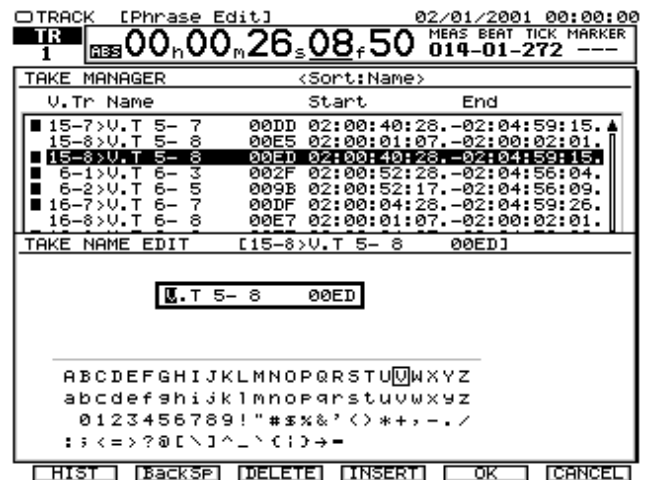 TRACK [Phrase Edit] 02/01/2001 00:00:00
TR 1 ABS 00h00m26s08f50 MEAS BEAT TICK MARKER
014-01-272 ---
TAKE MANAGER <Sort:Name>
V.Tr Name Start End
■ 15-7>V.T 5- 7 00DD 02:00:40:28.-02:04:59:15.
15-8>V.T 5- 8 00E5 02:00:01:07.-02:00:02:01.
■ 15-8>V.T 5- 8 00ED 02:00:40:28.-02:04:59:15.
■ 6-1>V.T 6- 3 002F 02:00:52:28.-02:04:56:04.
■ 6-2>V.T 6- 5 009B 02:00:52:17.-02:04:56:09.
■ 16-7>V.T 6- 7 00DF 02:00:04:28.-02:04:59:26.
16-8>V.T 6- 8 00E7 02:00:01:07.-02:00:02:01.
TAKE NAME EDIT [15-8>V.T 5- 8 00ED]
V.T 5- 8 00ED
ABCDEFGHIJKLMNOPQRSTUVWXYZ
abcdefghijklmnopqrstuvwxyz
0123456789!"#$%&'()*+,-./
:;<=>?@[\]^_`{|}→←
HIST BackSP DELETE INSERT OK CANCEL